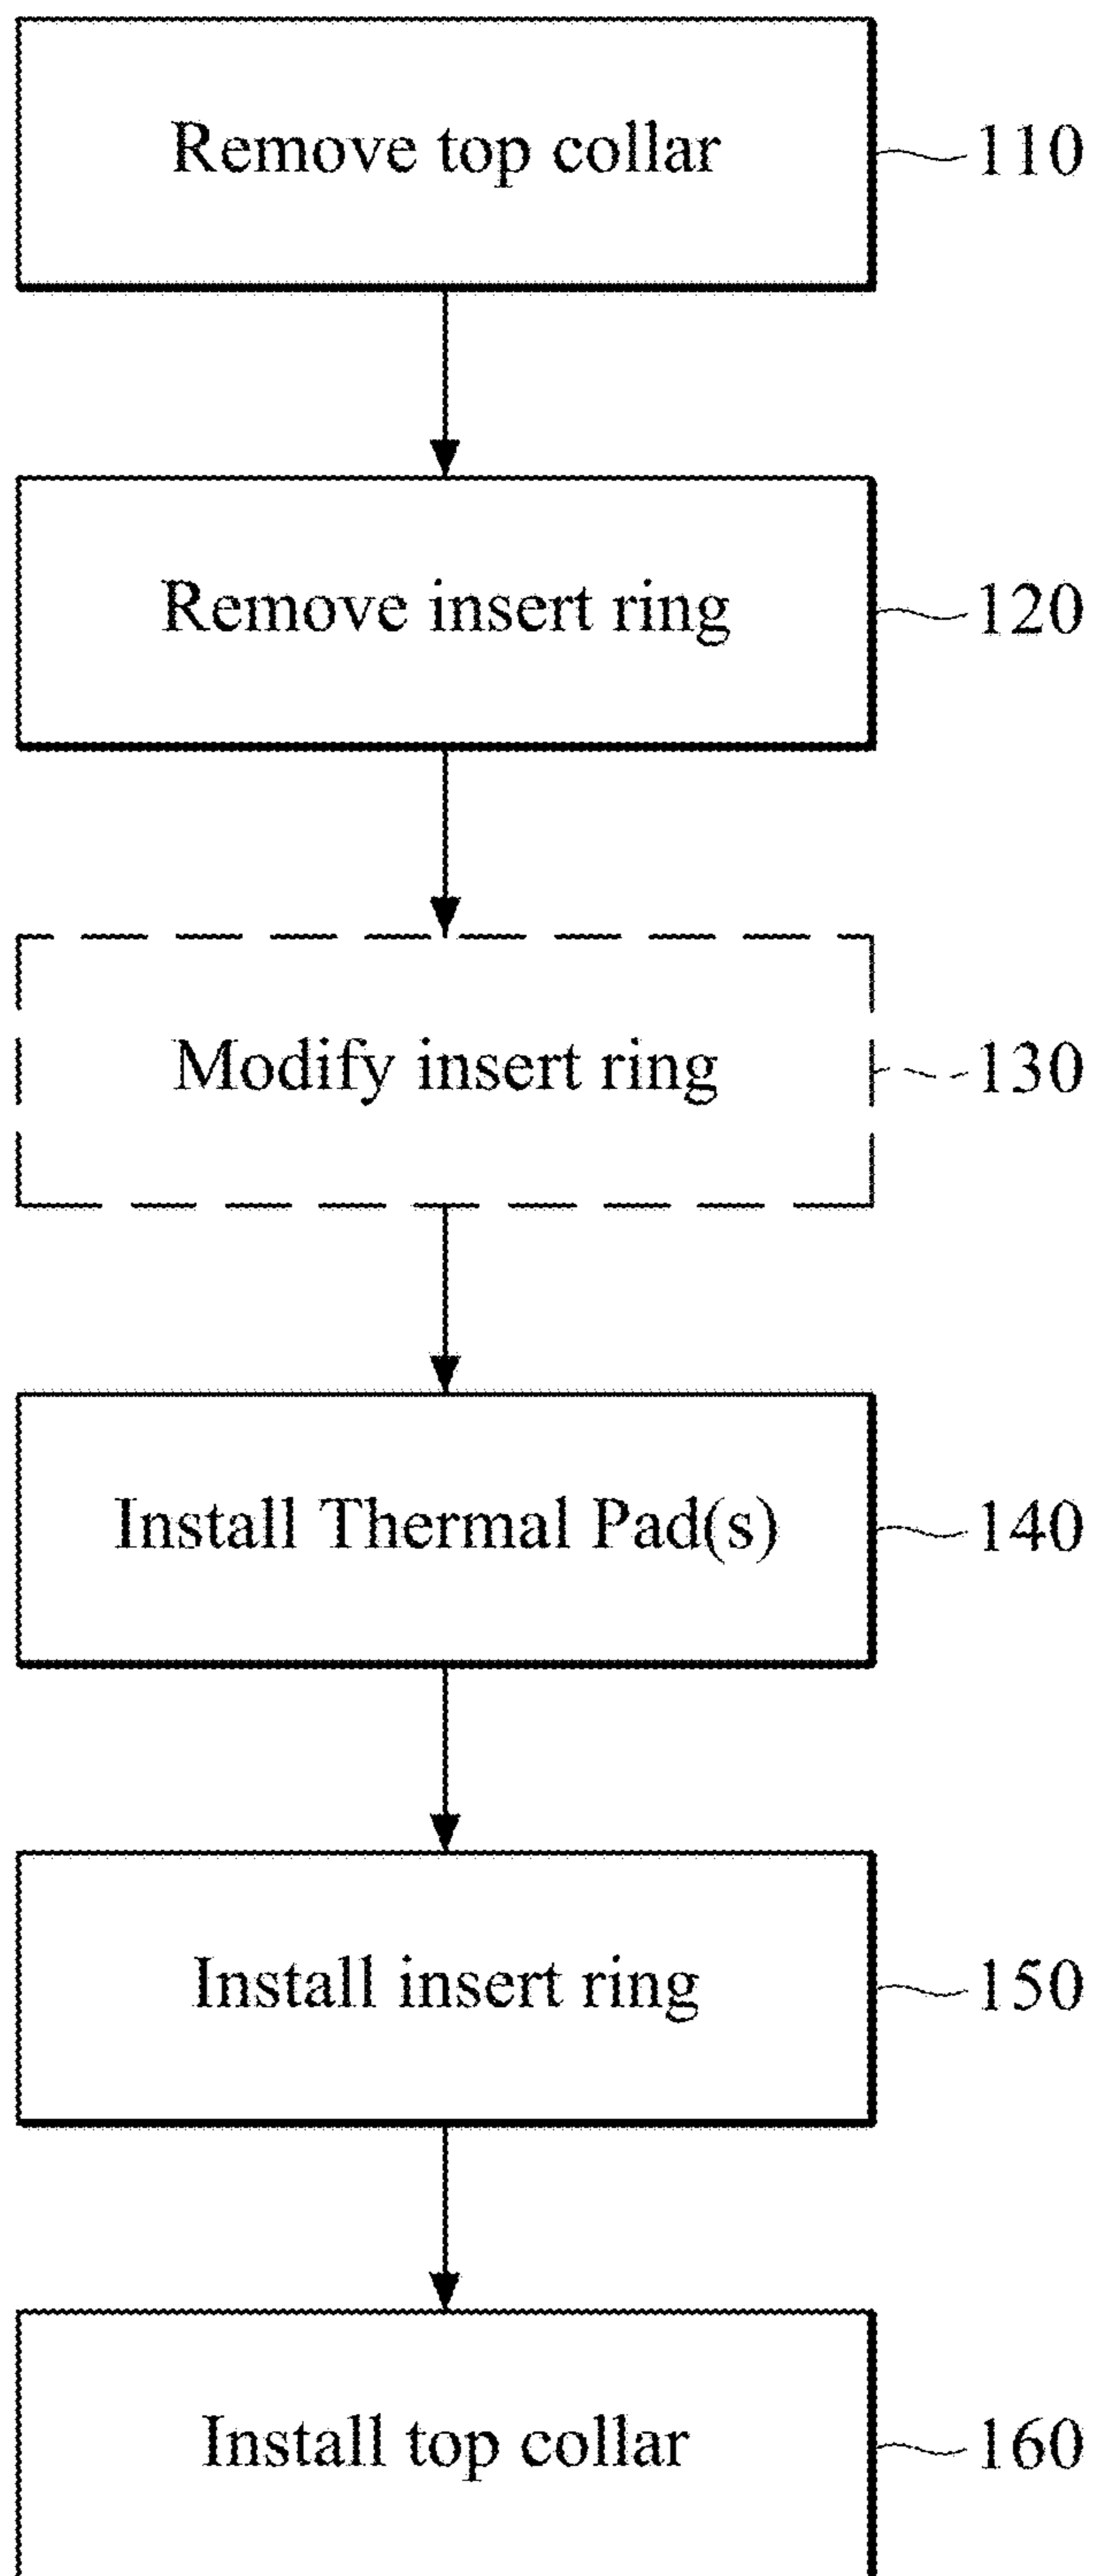 Remove top collar 110
Remove insert ring 120
Modify insert ring 130
Install Thermal Pad(s) 140
Install insert ring 150
Install top collar 160